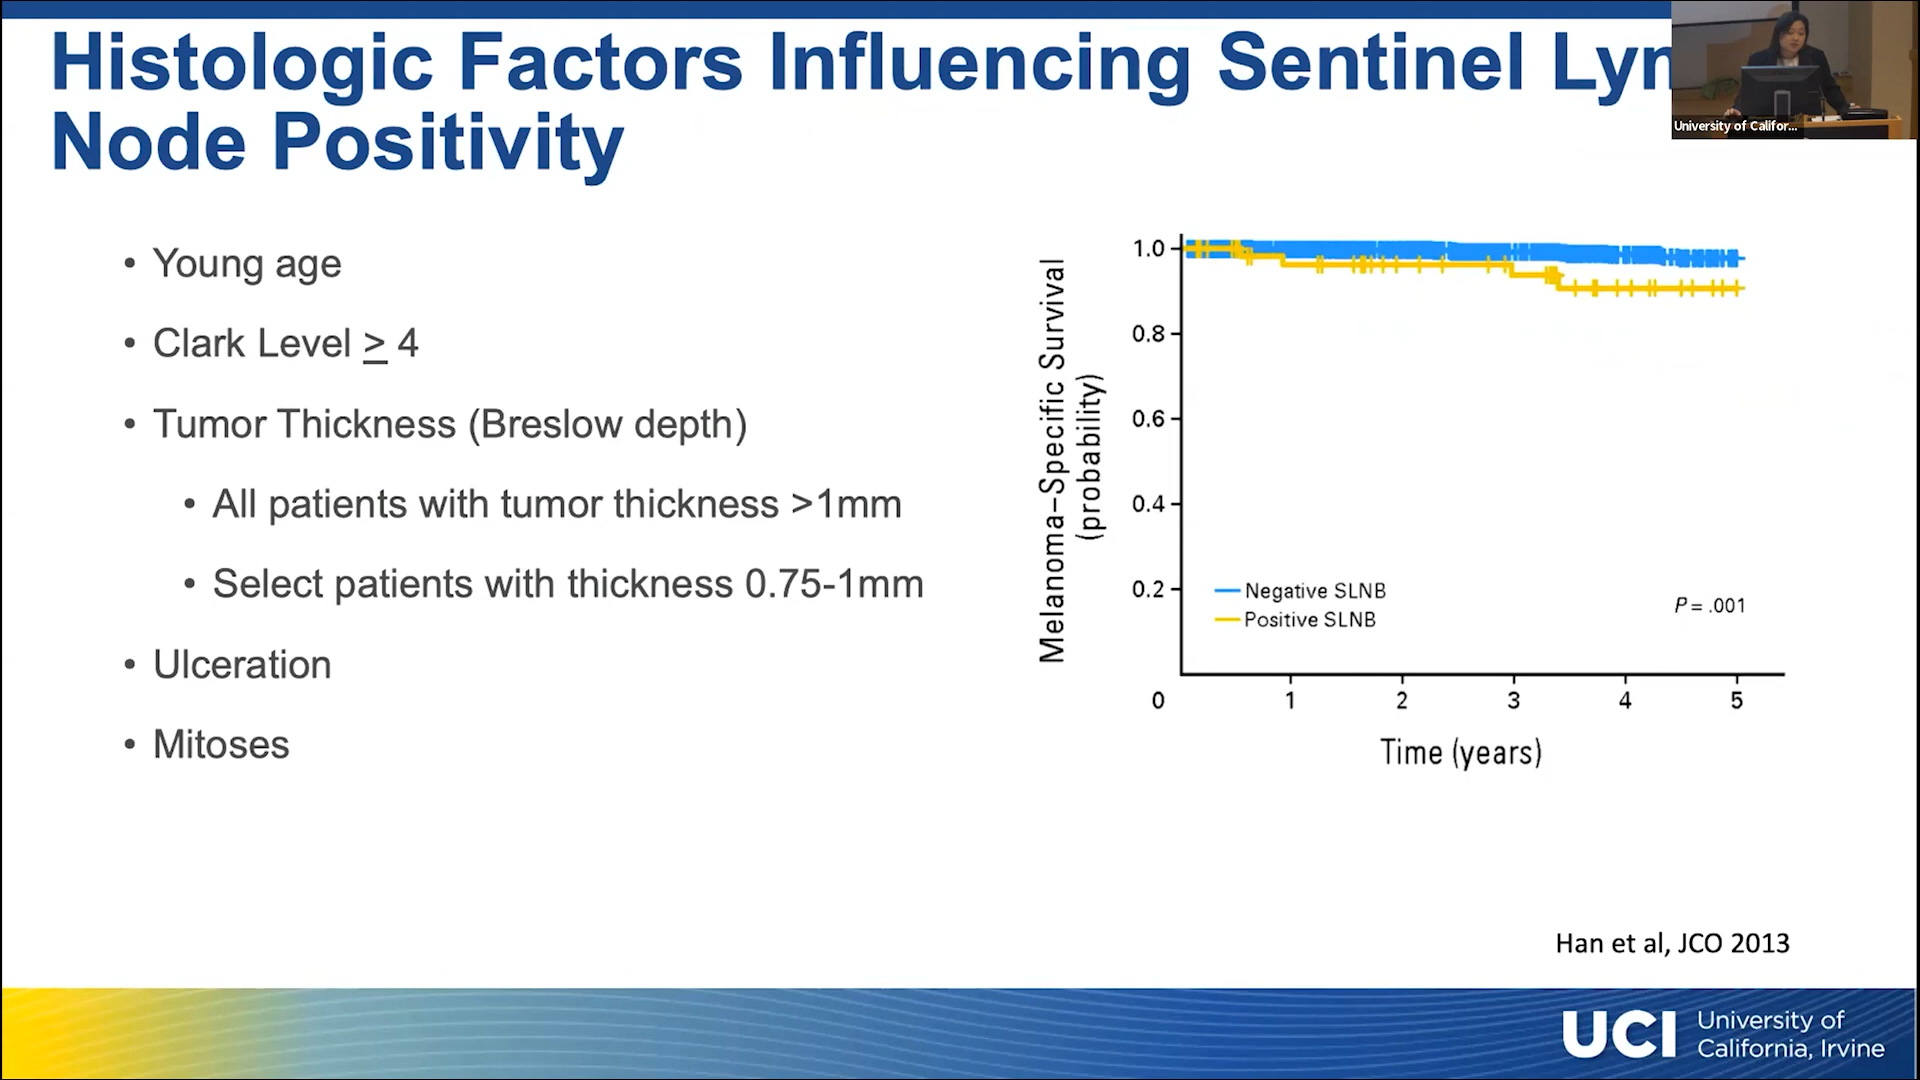 Histologic Factors Influencing Sentinel Lyn
Node Positivity
University of Califor...
• Young age
• Clark Level ≥ 4
• Tumor Thickness (Breslow depth)
• All patients with tumor thickness >1mm
• Select patients with thickness 0.75-1mm
• Ulceration
• Mitoses
Melanoma–Specific Survival
(probability)
1.0
0.8
0.6
0.4
0.2
Negative SLNB
Positive SLNB
P = .001
0 1 2 3 4 5
Time (years)
Han et al, JCO 2013
UCI University of
California, Irvine